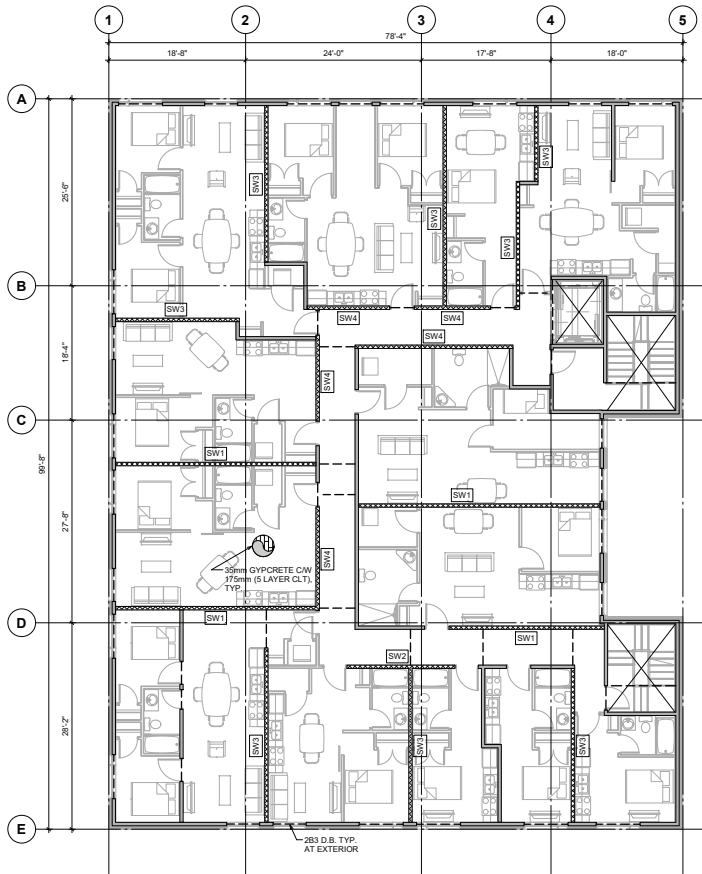 1
2
3
4
5
78'-4"
18'-8"
24'-0"
17'-8"
18'-0"
A
SW3
SW3
SW3
SW3
25'-6"
B
SW3
SW4
SW4
SW4
18'-4"
SW4
C
99'-8"
SW1
SW1
27'-8"
SW4
35mm GYPCRETE C/W
175mm (5 LAYER CLT),
TYP.
D
SW1
SW1
SW2
28'-2"
SW3
SW3
SW3
E
2B3 D.B. TYP.
AT EXTERIOR